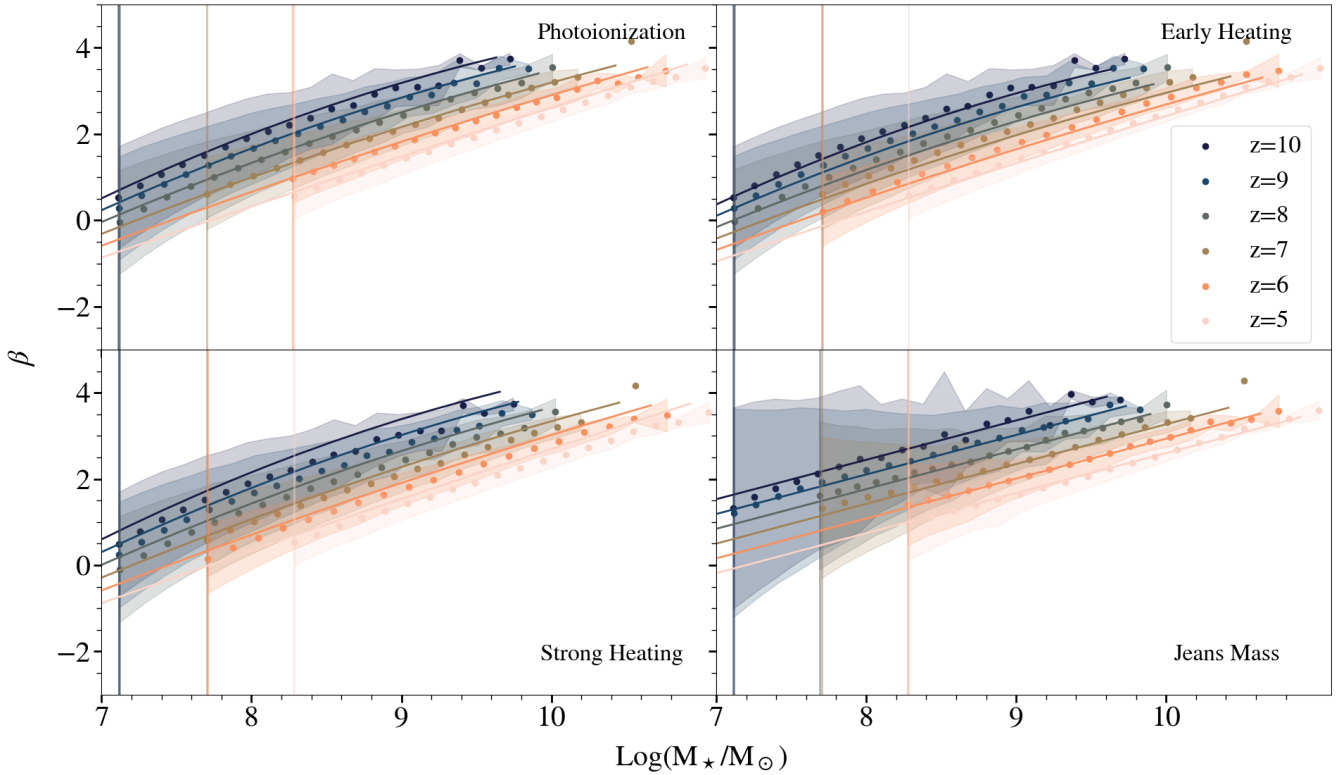 Photoionization
Early Heating
4
2
0
−2
z=10
z=9
z=8
z=7
z=6
z=5
β
4
2
0
−2
Strong Heating
Jeans Mass
7
8
9
10
7
8
9
10
Log(M⋆/M⊙)